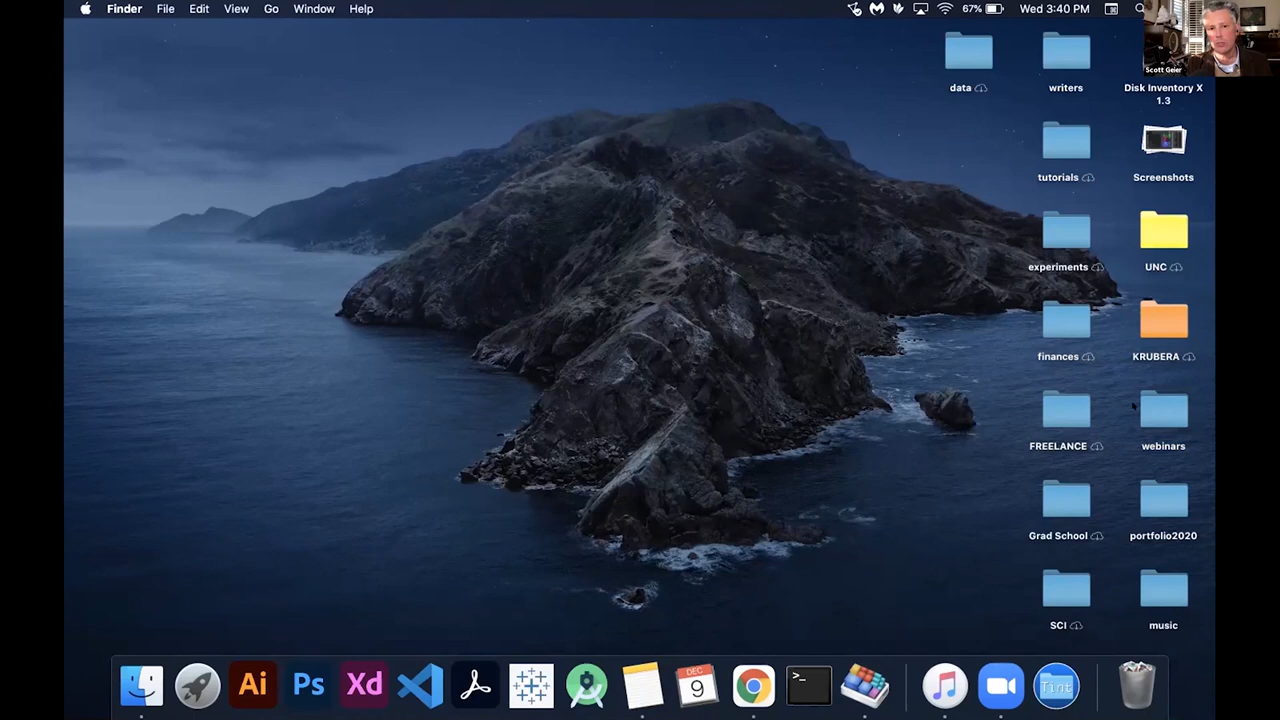 Finder File Edit View Go Window Help 67% Wed 3:40 PM
Scott Geier
data
writers
Disk Inventory X
1.3
tutorials
Screenshots
experiments
UNC
finances
KRUBERA
FREELANCE
webinars
Grad School
portfolio2020
SCI
music
Ai Ps Xd DEC 9 >_ Tint